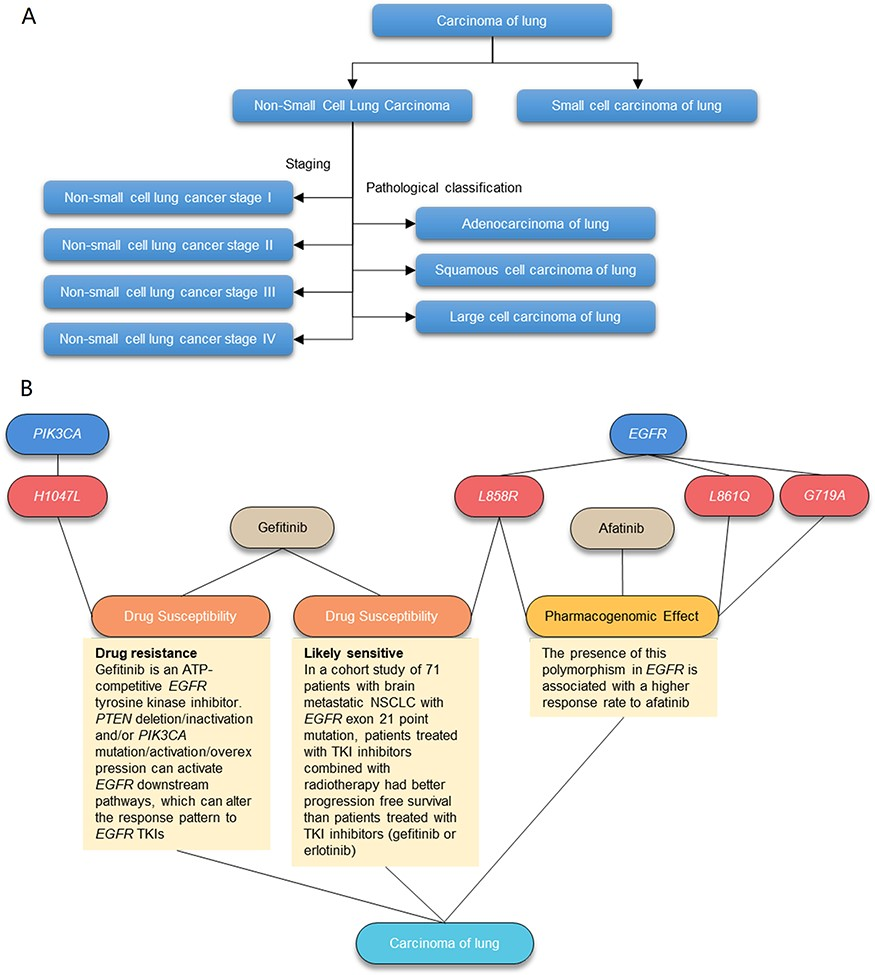 A
Carcinoma of lung
Non-Small Cell Lung Carcinoma
Small cell carcinoma of lung
Staging
Pathological classification
Non-small cell lung cancer stage I
Adenocarcinoma of lung
Non-small cell lung cancer stage II
Squamous cell carcinoma of lung
Non-small cell lung cancer stage III
Large cell carcinoma of lung
Non-small cell lung cancer stage IV
B
PIK3CA
EGFR
H1047L
L858R
L861Q
G719A
Gefitinib
Afatinib
Drug Susceptibility
Drug resistance
Gefitinib is an ATP-
competitive EGFR
tyrosine kinase inhibitor.
PTEN deletion/inactivation
and/or PIK3CA
mutation/activation/overex
pression can activate
EGFR downstream
pathways, which can alter
the response pattern to
EGFR TKIs
Drug Susceptibility
Likely sensitive
In a cohort study of 71
patients with brain
metastatic NSCLC with
EGFR exon 21 point
mutation, patients treated
with TKI inhibitors
combined with
radiotherapy had better
progression free survival
than patients treated with
TKI inhibitors (gefitinib or
erlotinib)
Pharmacogenomic Effect
The presence of this
polymorphism in EGFR is
associated with a higher
response rate to afatinib
Carcinoma of lung